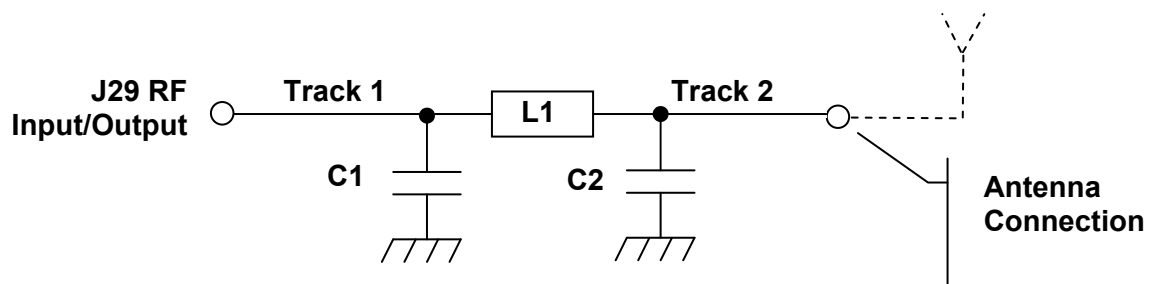 J29 RF
Input/Output
Track 1
L1
Track 2
C1
C2
Antenna
Connection